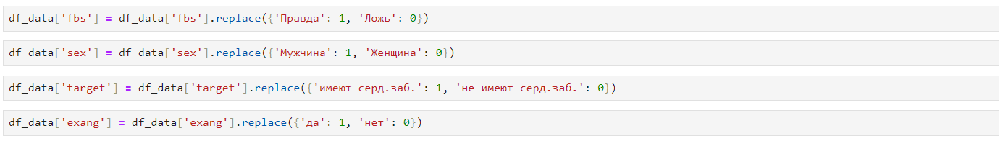 df_data['fbs'] = df_data['fbs'].replace({'Правда': 1, 'Ложь': 0})
df_data['sex'] = df_data['sex'].replace({'Мужчина': 1, 'Женщина': 0})
df_data['target'] = df_data['target'].replace({'имеют серд.заб.': 1, 'не имеют серд.заб.': 0})
df_data['exang'] = df_data['exang'].replace({'да': 1, 'нет': 0})